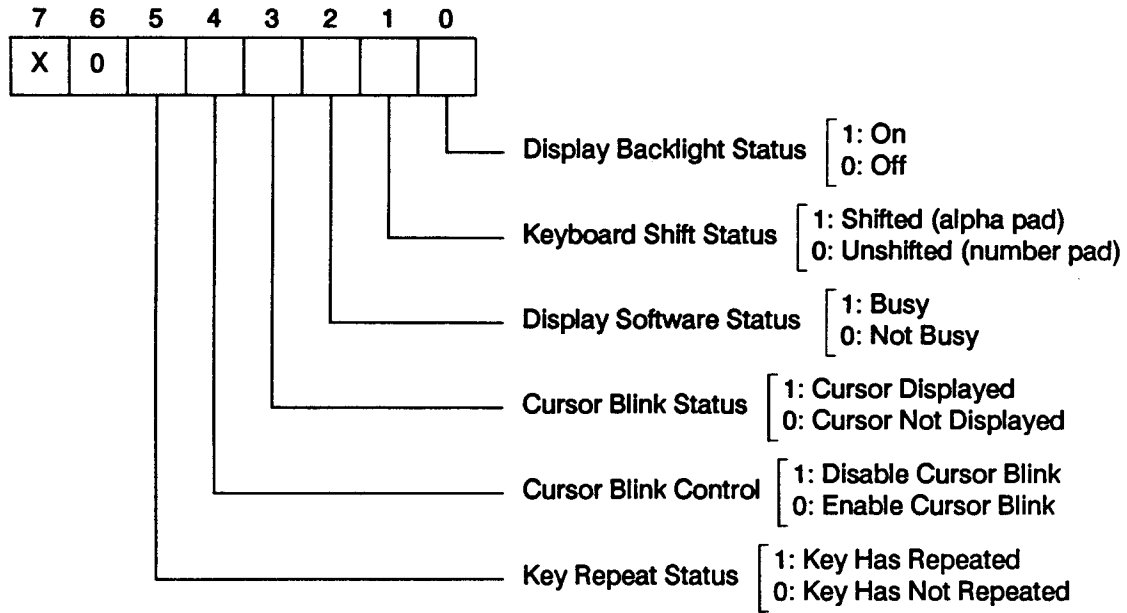 7 6 5 4 3 2 1 0
X 0
Display Backlight Status
1: On
0: Off
Keyboard Shift Status
1: Shifted (alpha pad)
0: Unshifted (number pad)
Display Software Status
1: Busy
0: Not Busy
Cursor Blink Status
1: Cursor Displayed
0: Cursor Not Displayed
Cursor Blink Control
1: Disable Cursor Blink
0: Enable Cursor Blink
Key Repeat Status
1: Key Has Repeated
0: Key Has Not Repeated